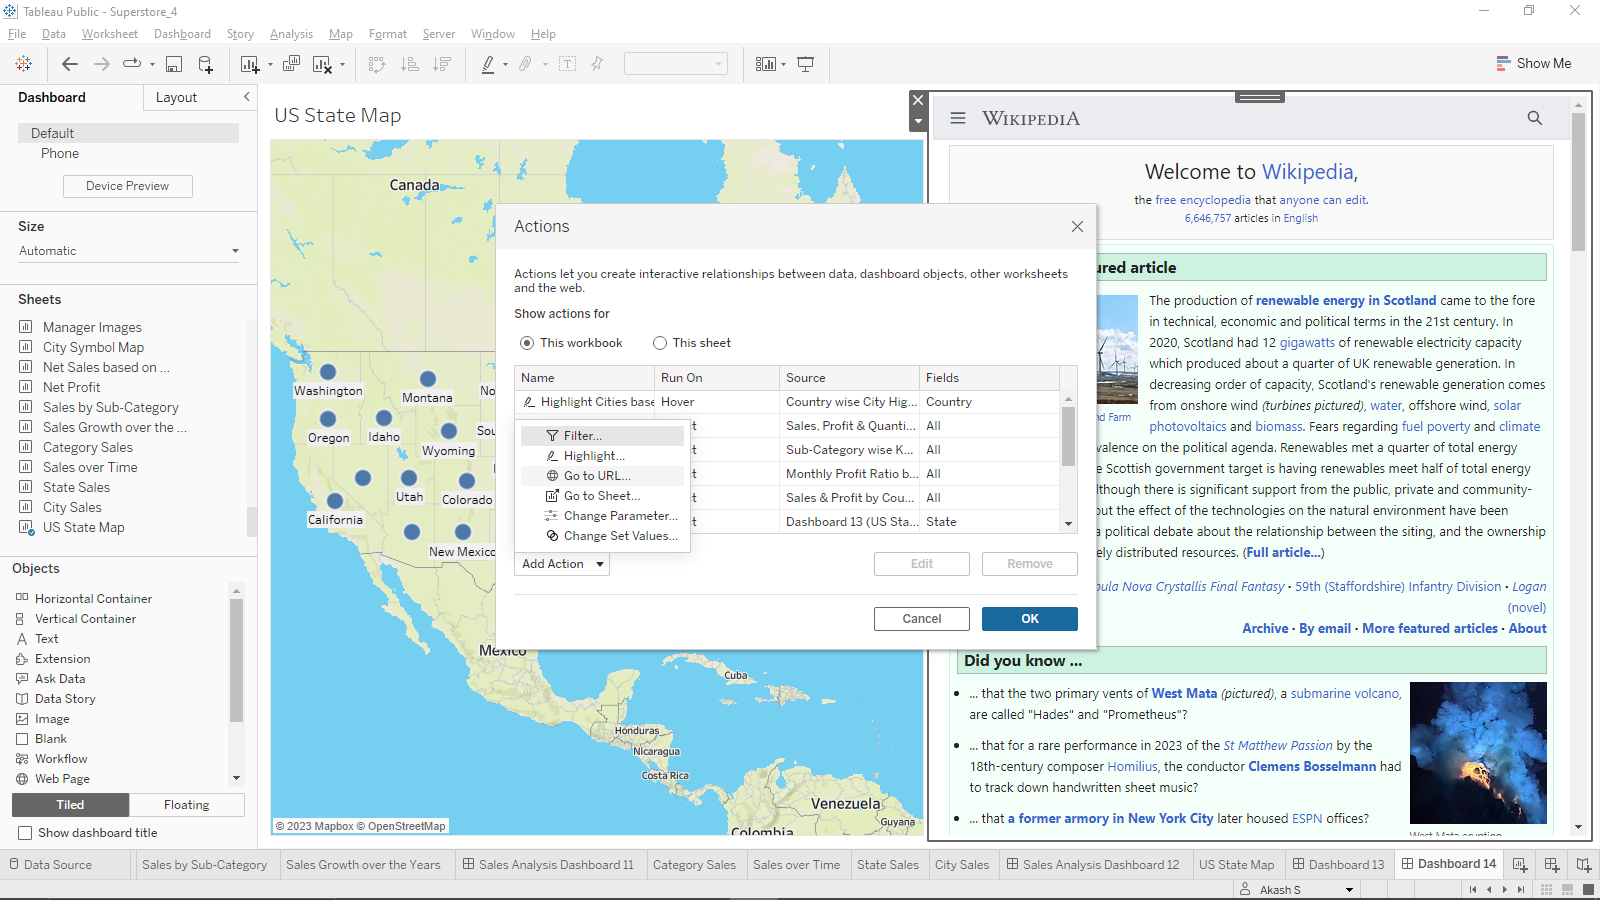 Tableau Public - Superstore_4
File Data Worksheet Dashboard Story Analysis Map Format Server Window Help
Show Me
Dashboard
Layout
Default
Phone
Device Preview
Size
Automatic
Sheets
Manager Images
City Symbol Map
Net Sales based on ...
Net Profit
Sales by Sub-Category
Sales Growth over the ...
Category Sales
Sales over Time
State Sales
City Sales
US State Map
Objects
Horizontal Container
Vertical Container
Text
Extension
Ask Data
Data Story
Image
Blank
Workflow
Web Page
Tiled
Floating
Show dashboard title
US State Map
Canada
Washington
Montana
Oregon
Idaho
Wyoming
Utah
Colorado
California
New Mexico
Mexico
Cuba
Honduras
Nicaragua
Costa Rica
Venezuela
Guyana
Colombia
© 2023 Mapbox © OpenStreetMap
Actions
Actions let you create interactive relationships between data, dashboard objects, other worksheets
and the web.
Show actions for
This workbook
This sheet
Name Run On Source Fields
Highlight Cities base Hover Country wise City Hig... Country
t Sales, Profit & Quanti... All
t Sub-Category wise K... All
t Monthly Profit Ratio b... All
t Sales & Profit by Cou... All
t Dashboard 13 (US Sta... State
Filter...
Highlight...
Go to URL...
Go to Sheet...
Change Parameter...
Change Set Values...
Add Action
Edit
Remove
Cancel
OK
WIKIPEDIA
Welcome to Wikipedia,
the free encyclopedia that anyone can edit.
6,646,757 articles in English
ured article
The production of renewable energy in Scotland came to the fore
in technical, economic and political terms in the 21st century. In
2020, Scotland had 12 gigawatts of renewable electricity capacity
which produced about a quarter of UK renewable generation. In
decreasing order of capacity, Scotland's renewable generation comes
from onshore wind (turbines pictured), water, offshore wind, solar
nd Farm
photovoltaics and biomass. Fears regarding fuel poverty and climate
valence on the political agenda. Renewables met a quarter of total energy
e Scottish government target is having renewables meet half of total energy
lthough there is significant support from the public, private and community-
out the effect of the technologies on the natural environment have been
a political debate about the relationship between the siting, and the ownership
ely distributed resources. (Full article...)
bula Nova Crystallis Final Fantasy · 59th (Staffordshire) Infantry Division · Logan
(novel)
Archive · By email · More featured articles · About
Did you know ...
... that the two primary vents of West Mata (pictured), a submarine volcano,
are called "Hades" and "Prometheus"?
... that for a rare performance in 2023 of the St Matthew Passion by the
18th-century composer Homilius, the conductor Clemens Bosselmann had
to track down handwritten sheet music?
... that a former armory in New York City later housed ESPN offices?
West Mata erupting
Data Source
Sales by Sub-Category
Sales Growth over the Years
Sales Analysis Dashboard 11
Category Sales
Sales over Time
State Sales
City Sales
Sales Analysis Dashboard 12
US State Map
Dashboard 13
Dashboard 14
Akash S